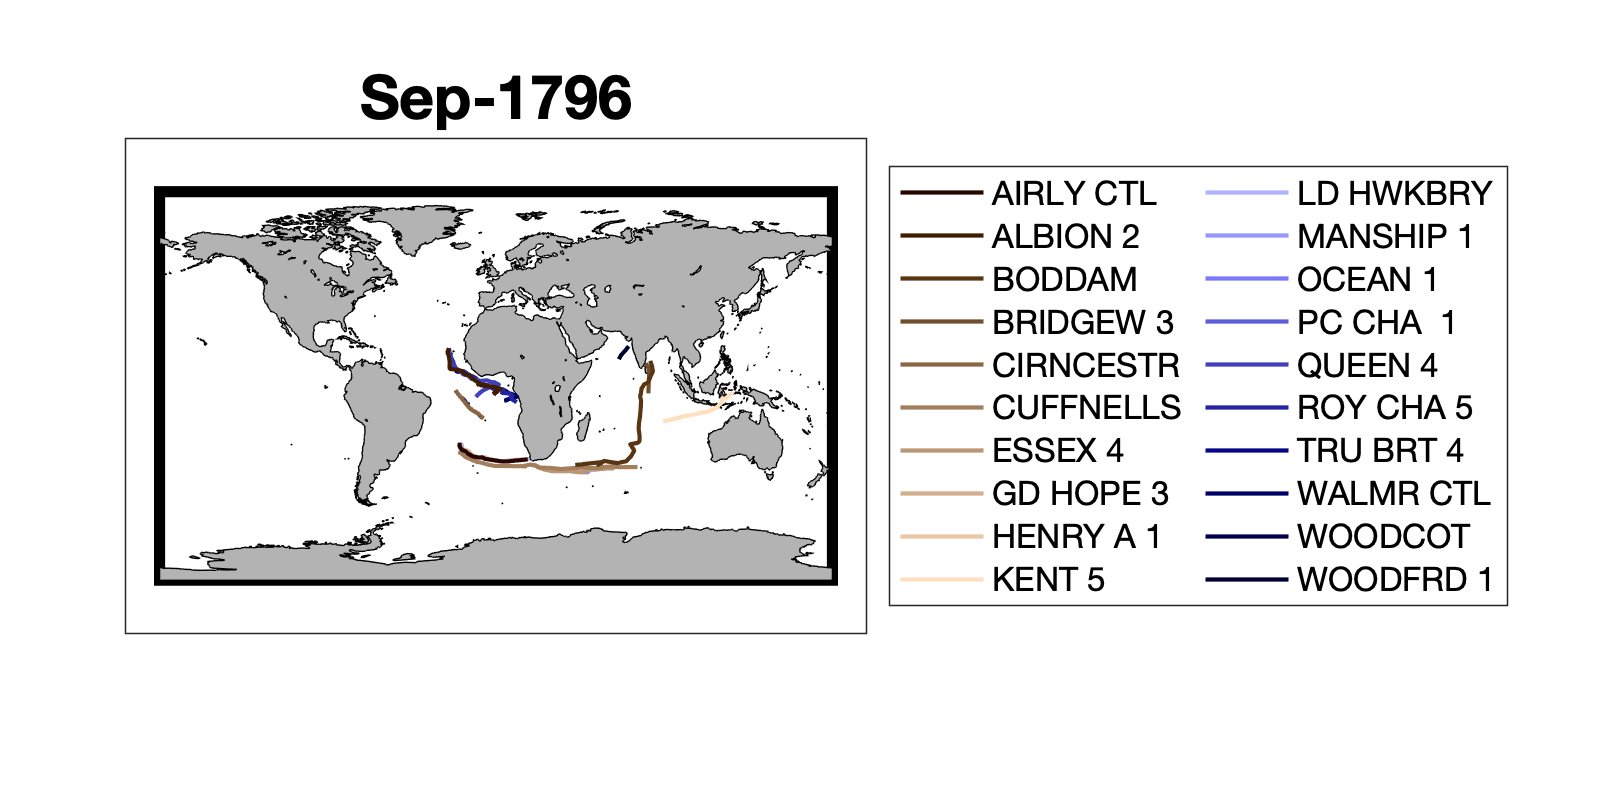 Sep-1796
AIRLY CTL
ALBION 2
BODDAM
BRIDGEW 3
CIRNCESTR
CUFFNELLS
ESSEX 4
GD HOPE 3
HENRY A 1
KENT 5
LD HWKBRY
MANSHIP 1
OCEAN 1
PC CHA  1
QUEEN 4
ROY CHA 5
TRU BRT 4
WALMR CTL
WOODCOT
WOODFRD 1